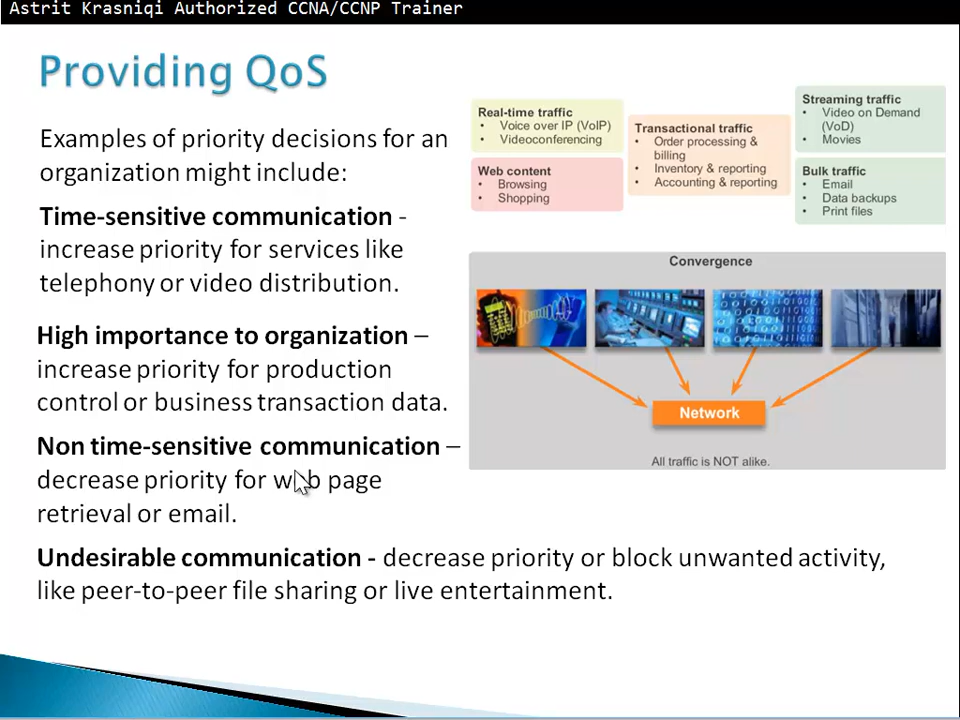 Astrit Krasniqi Authorized CCNA/CCNP Trainer
Providing QoS
Examples of priority decisions for an
organization might include:
Time-sensitive communication -
increase priority for services like
telephony or video distribution.
High importance to organization –
increase priority for production
control or business transaction data.
Non time-sensitive communication –
decrease priority for web page
retrieval or email.
Undesirable communication - decrease priority or block unwanted activity,
like peer-to-peer file sharing or live entertainment.
Real-time traffic
• Voice over IP (VoIP)
• Videoconferencing
Web content
• Browsing
• Shopping
Transactional traffic
• Order processing &
billing
• Inventory & reporting
• Accounting & reporting
Streaming traffic
• Video on Demand
(VoD)
• Movies
Bulk traffic
• Email
• Data backups
• Print files
Convergence
Network
All traffic is NOT alike.